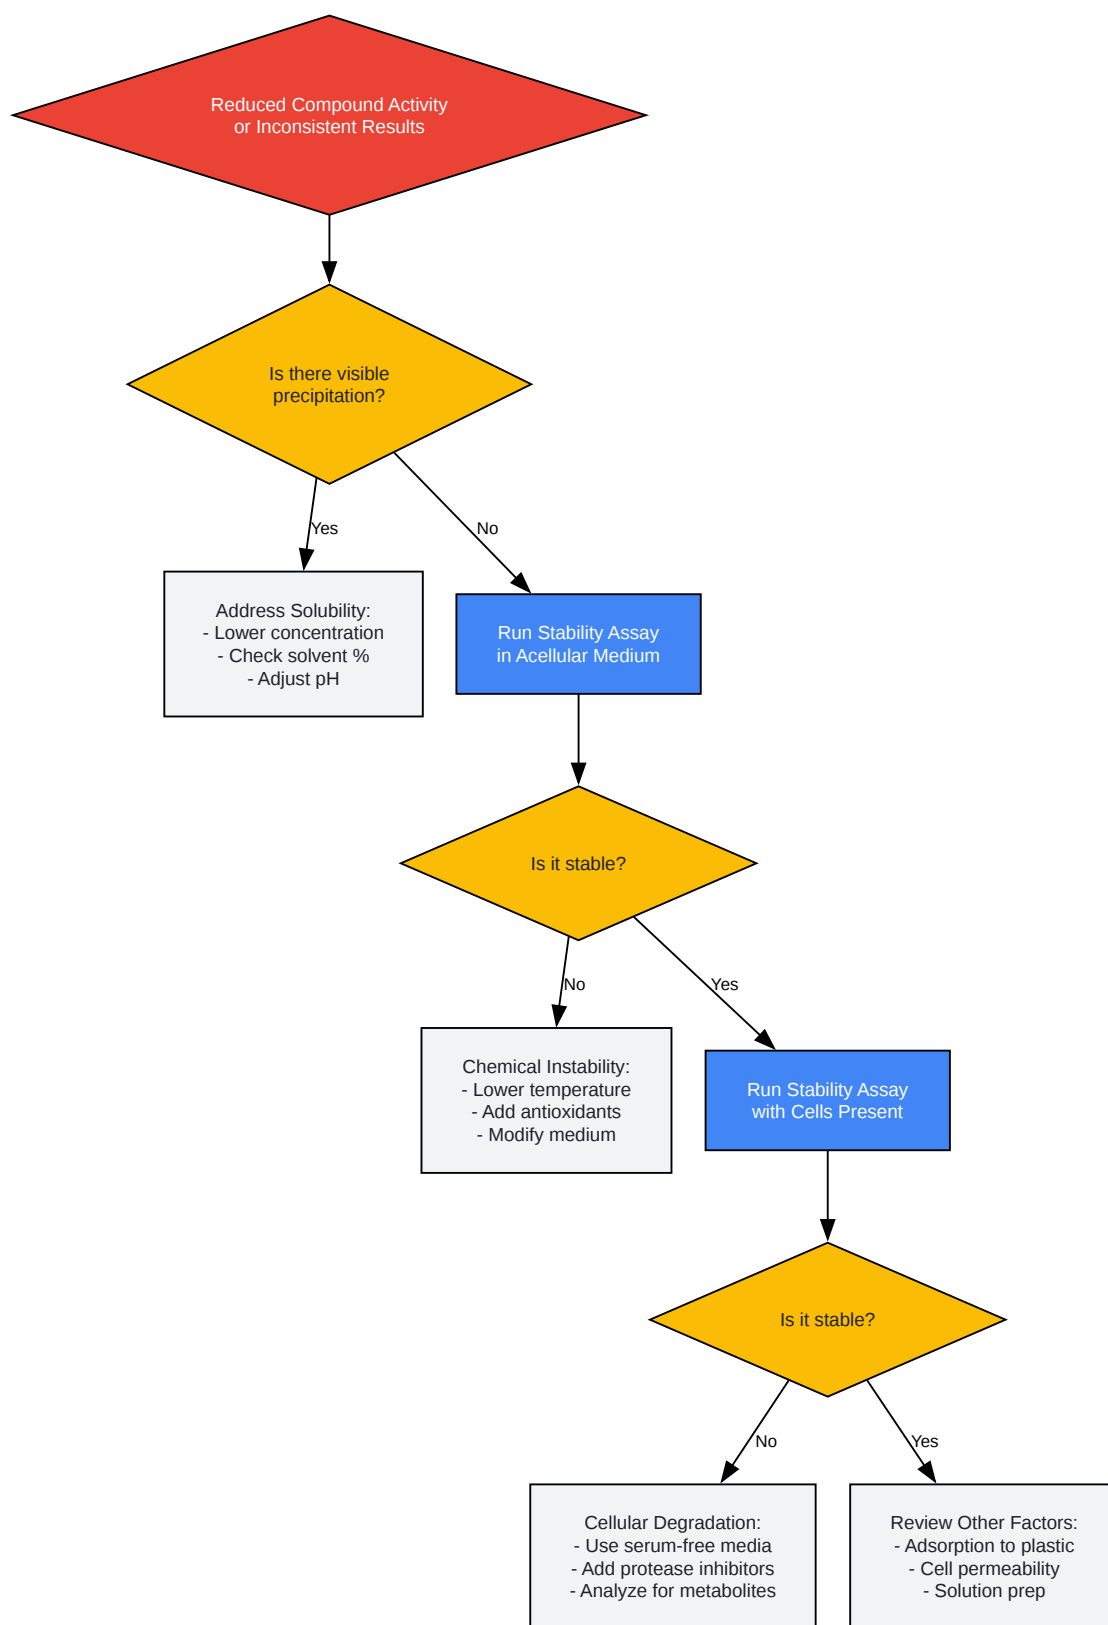 Reduced Compound Activity
or Inconsistent Results
Is there visible
precipitation?
Yes
No
Address Solubility:
- Lower concentration
- Check solvent %
- Adjust pH
Run Stability Assay
in Acellular Medium
Is it stable?
No
Yes
Chemical Instability:
- Lower temperature
- Add antioxidants
- Modify medium
Run Stability Assay
with Cells Present
Is it stable?
No
Yes
Cellular Degradation:
- Use serum-free media
- Add protease inhibitors
- Analyze for metabolites
Review Other Factors:
- Adsorption to plastic
- Cell permeability
- Solution prep